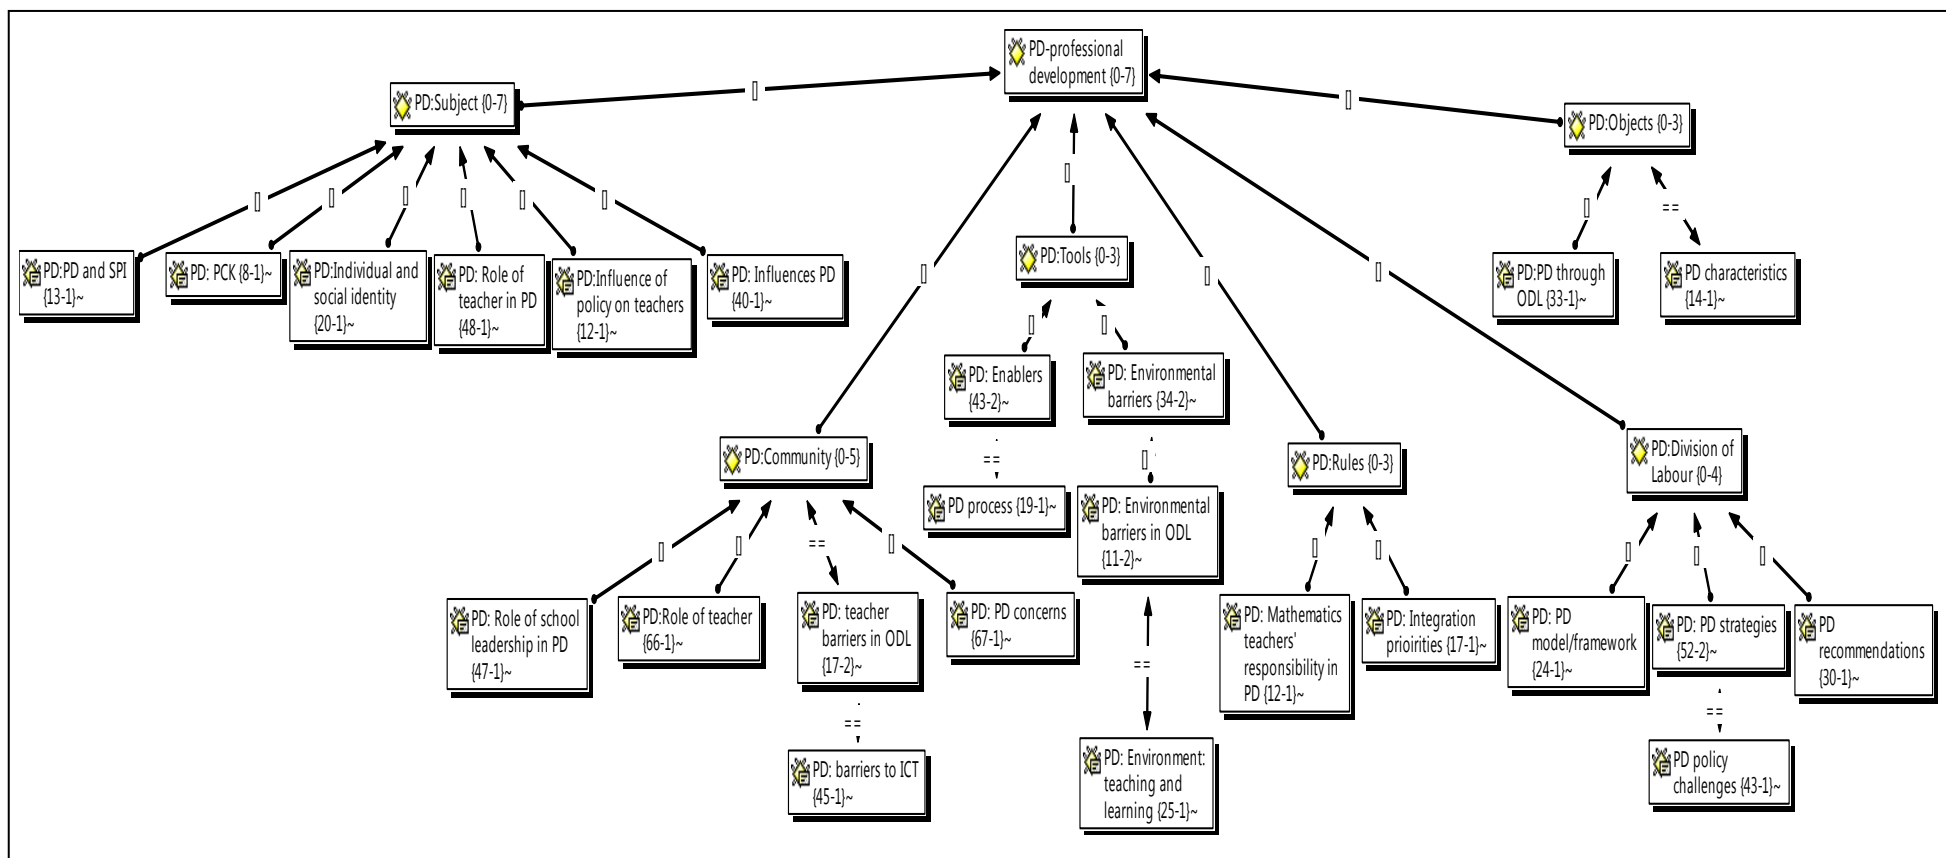 PD-professional
development {0-7}
PD:Subject {0-7}
PD:Objects {0-3}
PD:PD and SPI
{13-1}~
PD: PCK {8-1}~
PD:Individual and
social identity
{20-1}~
PD: Role of
teacher in PD
{48-1}~
PD:Influence of
policy on teachers
{12-1}~
PD: Influences PD
{40-1}~
PD:Tools {0-3}
PD:PD through
ODL {33-1}~
==
PD characteristics
{14-1}~
PD: Enablers
{43-2}~
PD: Environmental
barriers {34-2}~
==
PD process {19-1}~
PD: Environmental
barriers in ODL
{11-2}~
==
PD: Environment:
teaching and
learning {25-1}~
PD:Community {0-5}
PD: Role of school
leadership in PD
{47-1}~
PD:Role of teacher
{66-1}~
==
PD: teacher
barriers in ODL
{17-2}~
==
PD: barriers to ICT
{45-1}~
PD: PD concerns
{67-1}~
PD:Rules {0-3}
PD: Mathematics
teachers'
responsibility in
PD {12-1}~
PD: Integration
prioirities {17-1}~
PD:Division of
Labour {0-4}
PD: PD
model/framework
{24-1}~
PD: PD strategies
{52-2}~
==
PD policy
challenges {43-1}~
PD
recommendations
{30-1}~